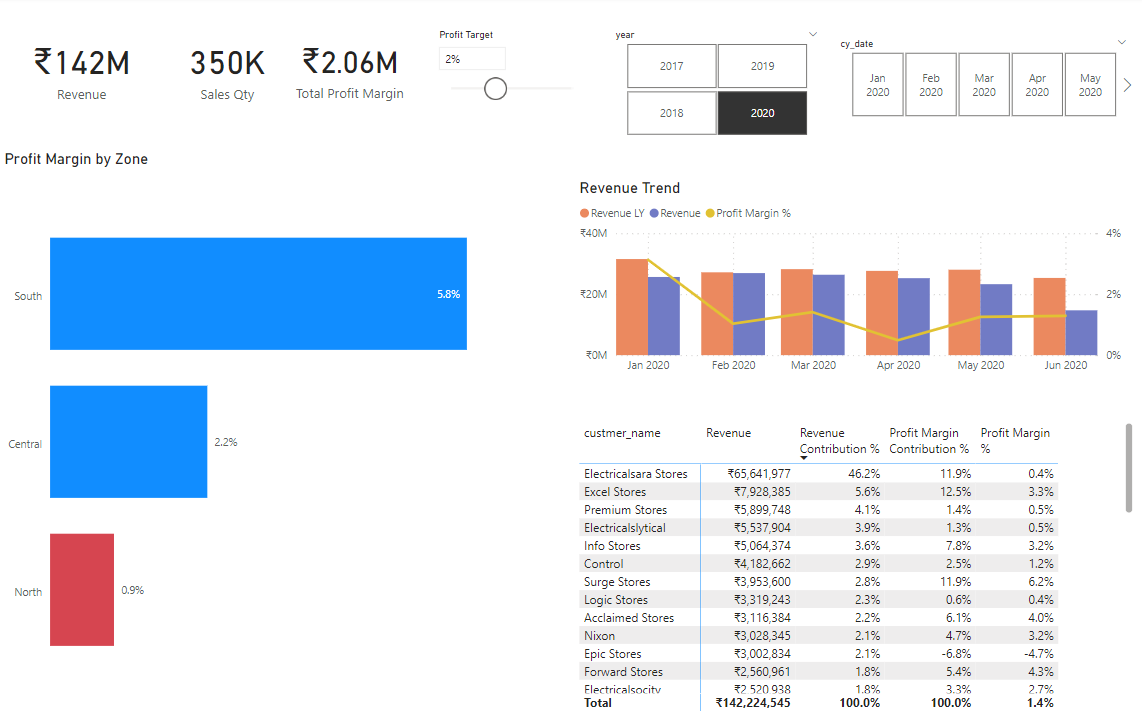 ₹142M
Revenue
350K
Sales Qty
₹2.06M
Total Profit Margin
Profit Target
2%
year
2017
2019
2018
2020
cy_date
Jan 2020
Feb 2020
Mar 2020
Apr 2020
May 2020
Profit Margin by Zone
South
5.8%
Central
2.2%
North
0.9%
Revenue Trend
Revenue LY Revenue Profit Margin %
₹40M
₹20M
₹0M
4%
2%
0%
Jan 2020 Feb 2020 Mar 2020 Apr 2020 May 2020 Jun 2020
custmer_name Revenue Revenue Contribution % Profit Margin Contribution % Profit Margin %
Electricalsara Stores ₹65,641,977 46.2% 11.9% 0.4%
Excel Stores ₹7,928,385 5.6% 12.5% 3.3%
Premium Stores ₹5,899,748 4.1% 1.4% 0.5%
Electricalslytical ₹5,537,904 3.9% 1.3% 0.5%
Info Stores ₹5,064,374 3.6% 7.8% 3.2%
Control ₹4,182,662 2.9% 2.5% 1.2%
Surge Stores ₹3,953,600 2.8% 11.9% 6.2%
Logic Stores ₹3,319,243 2.3% 0.6% 0.4%
Acclaimed Stores ₹3,116,384 2.2% 6.1% 4.0%
Nixon ₹3,028,345 2.1% 4.7% 3.2%
Epic Stores ₹3,002,834 2.1% -6.8% -4.7%
Forward Stores ₹2,560,961 1.8% 5.4% 4.3%
Electricalsocity ₹2,520,938 1.8% 3.3% 2.7%
Total ₹142,224,545 100.0% 100.0% 1.4%